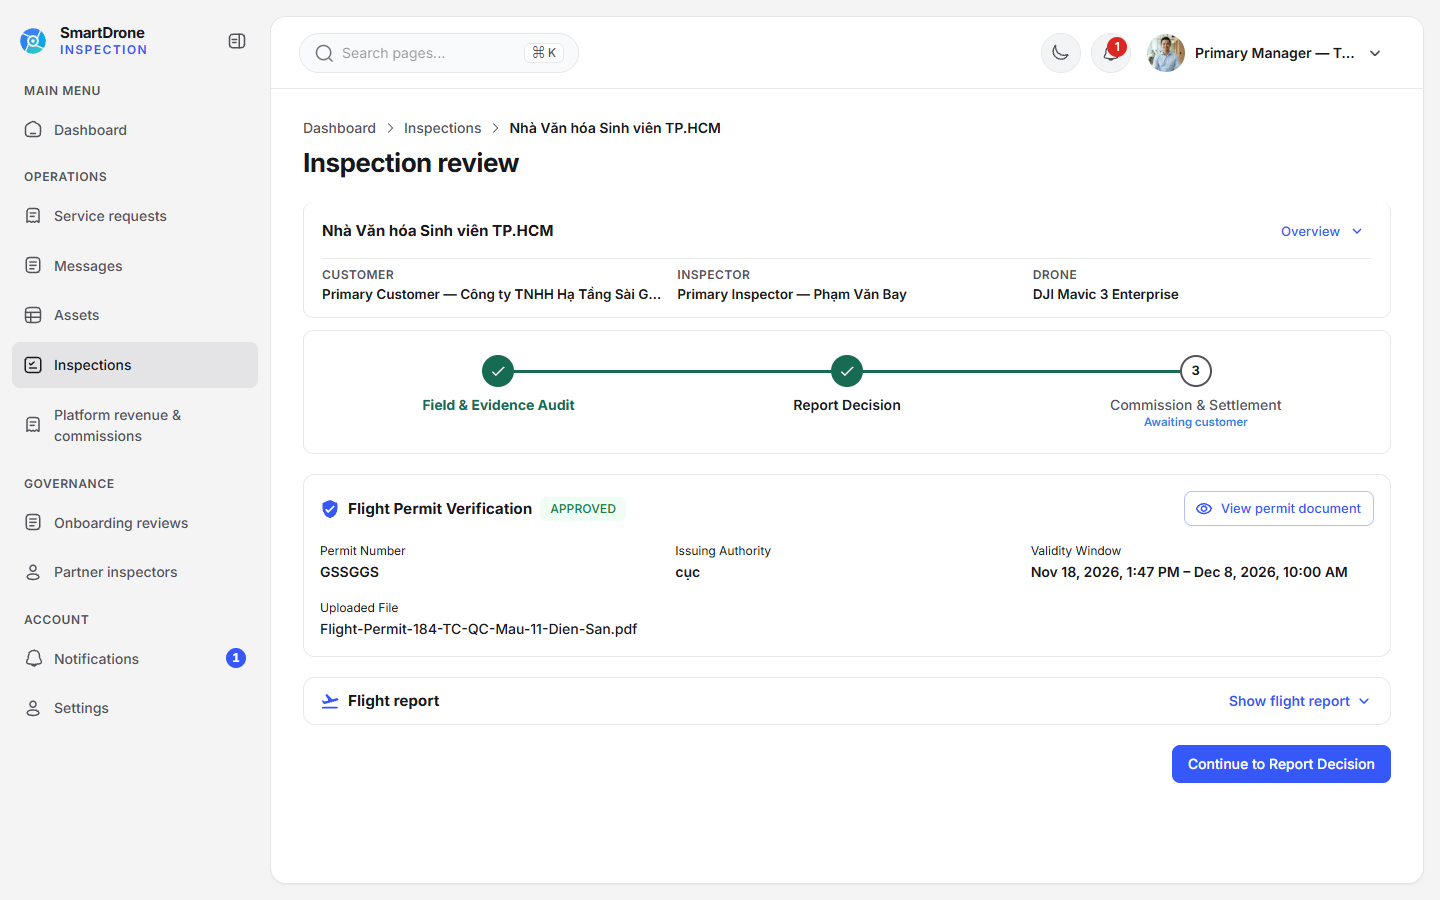 SmartDrone
INSPECTION
MAIN MENU
Dashboard
OPERATIONS
Service requests
Messages
Assets
Inspections
Platform revenue &
commissions
GOVERNANCE
Onboarding reviews
Partner inspectors
ACCOUNT
Notifications 1
Settings
Search pages... ⌘ K
1
Primary Manager — T...
Dashboard > Inspections > Nhà Văn hóa Sinh viên TP.HCM
Inspection review
Nhà Văn hóa Sinh viên TP.HCM
Overview
CUSTOMER
Primary Customer — Công ty TNHH Hạ Tầng Sài G...
INSPECTOR
Primary Inspector — Phạm Văn Bay
DRONE
DJI Mavic 3 Enterprise
Field & Evidence Audit
Report Decision
3
Commission & Settlement
Awaiting customer
Flight Permit Verification APPROVED
View permit document
Permit Number
GSSGGS
Issuing Authority
cục
Validity Window
Nov 18, 2026, 1:47 PM – Dec 8, 2026, 10:00 AM
Uploaded File
Flight-Permit-184-TC-QC-Mau-11-Dien-San.pdf
Flight report
Show flight report
Continue to Report Decision